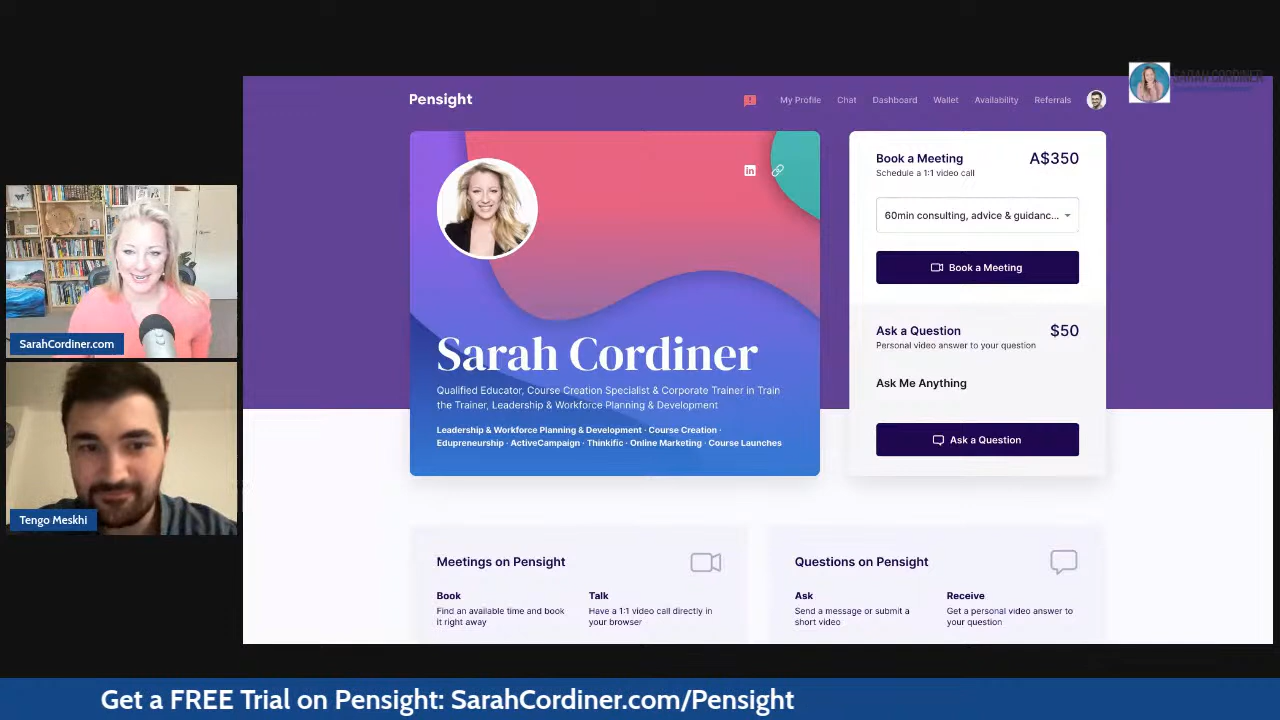 SARAH CORDINER
Pensight
My Profile
Chat
Dashboard
Wallet
Availability
Referrals
Sarah Cordiner
Qualified Educator, Course Creation Specialist & Corporate Trainer in Train
the Trainer, Leadership & Workforce Planning & Development
Leadership & Workforce Planning & Development · Course Creation ·
Edupreneurship · ActiveCampaign · Thinkific · Online Marketing · Course Launches
Book a Meeting
A$350
Schedule a 1:1 video call
60min consulting, advice & guidanc...
Book a Meeting
Ask a Question
$50
Personal video answer to your question
Ask Me Anything
Ask a Question
SarahCordiner.com
Tengo Meskhi
Meetings on Pensight
Book
Find an available time and book
it right away
Talk
Have a 1:1 video call directly in
your browser
Questions on Pensight
Ask
Send a message or submit a
short video
Receive
Get a personal video answer to
your question
Get a FREE Trial on Pensight: SarahCordiner.com/Pensight